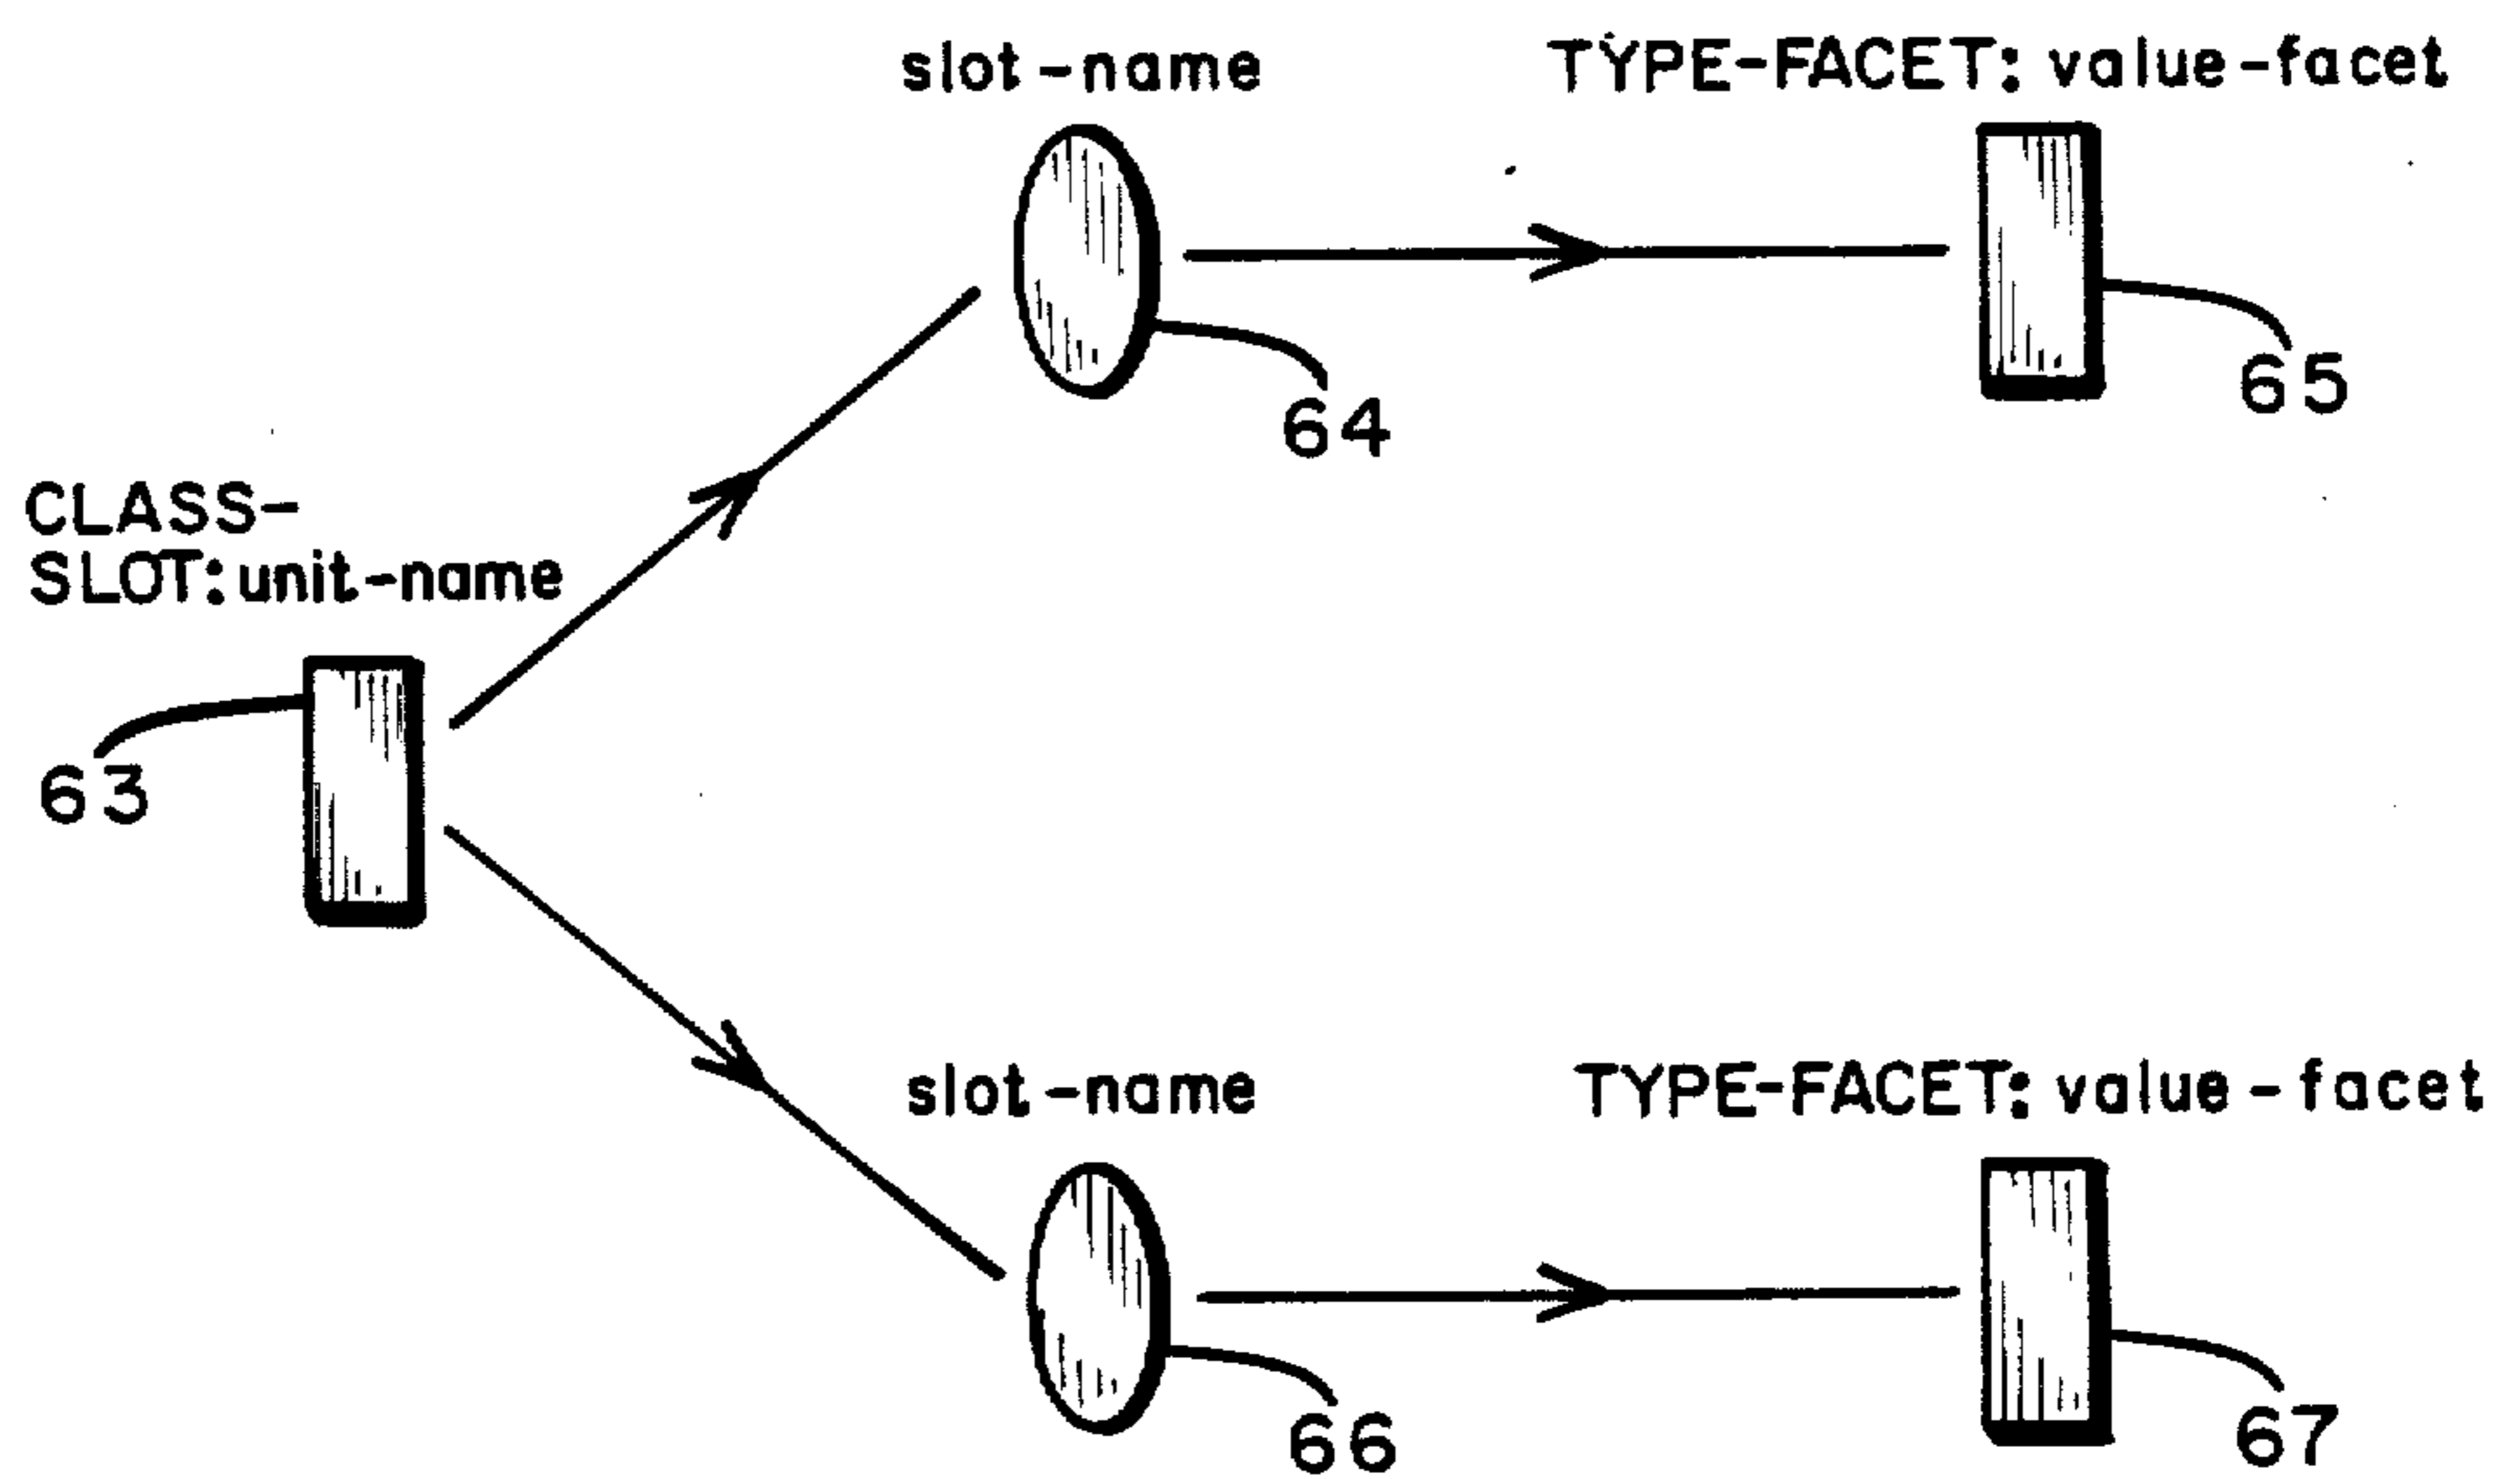 slot-name
TYPE-FACET: value-facet
64
65
CLASS-
SLOT: unit-name
63
slot-name
TYPE-FACET: value-facet
66
67